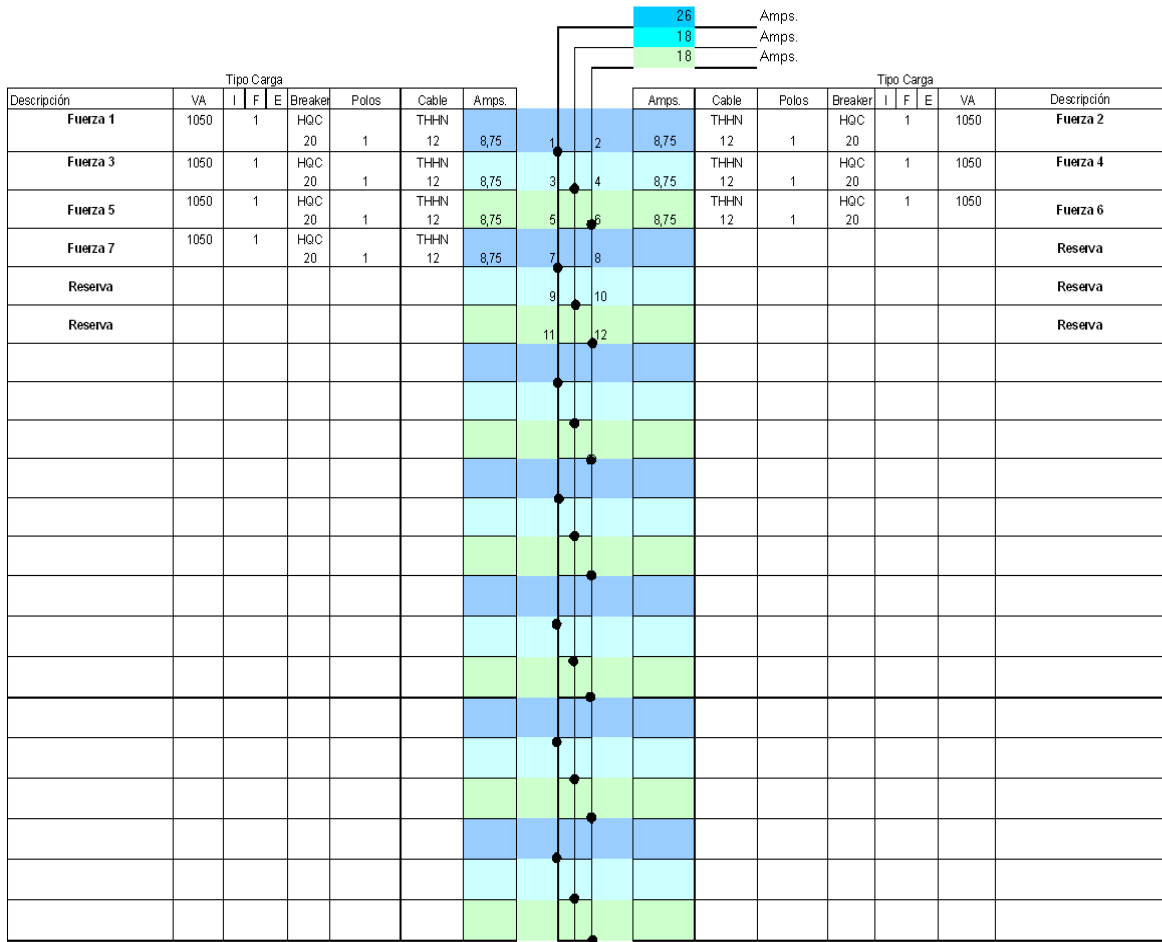 26 Amps.
18 Amps.
18 Amps.
Tipo Carga Tipo Carga
Descripción VA I F E Breaker Polos Cable Amps. Amps. Cable Polos Breaker I F E VA Descripción
Fuerza 1 1050 1 HQC THHN THHN HQC 1 1050 Fuerza 2
20 1 12 8,75 1 2 8,75 12 1 20
Fuerza 3 1050 1 HQC THHN THHN HQC 1 1050 Fuerza 4
20 1 12 8,75 3 4 8,75 12 1 20
Fuerza 5 1050 1 HQC THHN THHN HQC 1 1050 Fuerza 6
20 1 12 8,75 5 6 8,75 12 1 20
Fuerza 7 1050 1 HQC THHN Reserva
20 1 12 8,75 7 8
Reserva 9 10 Reserva
Reserva 11 12 Reserva